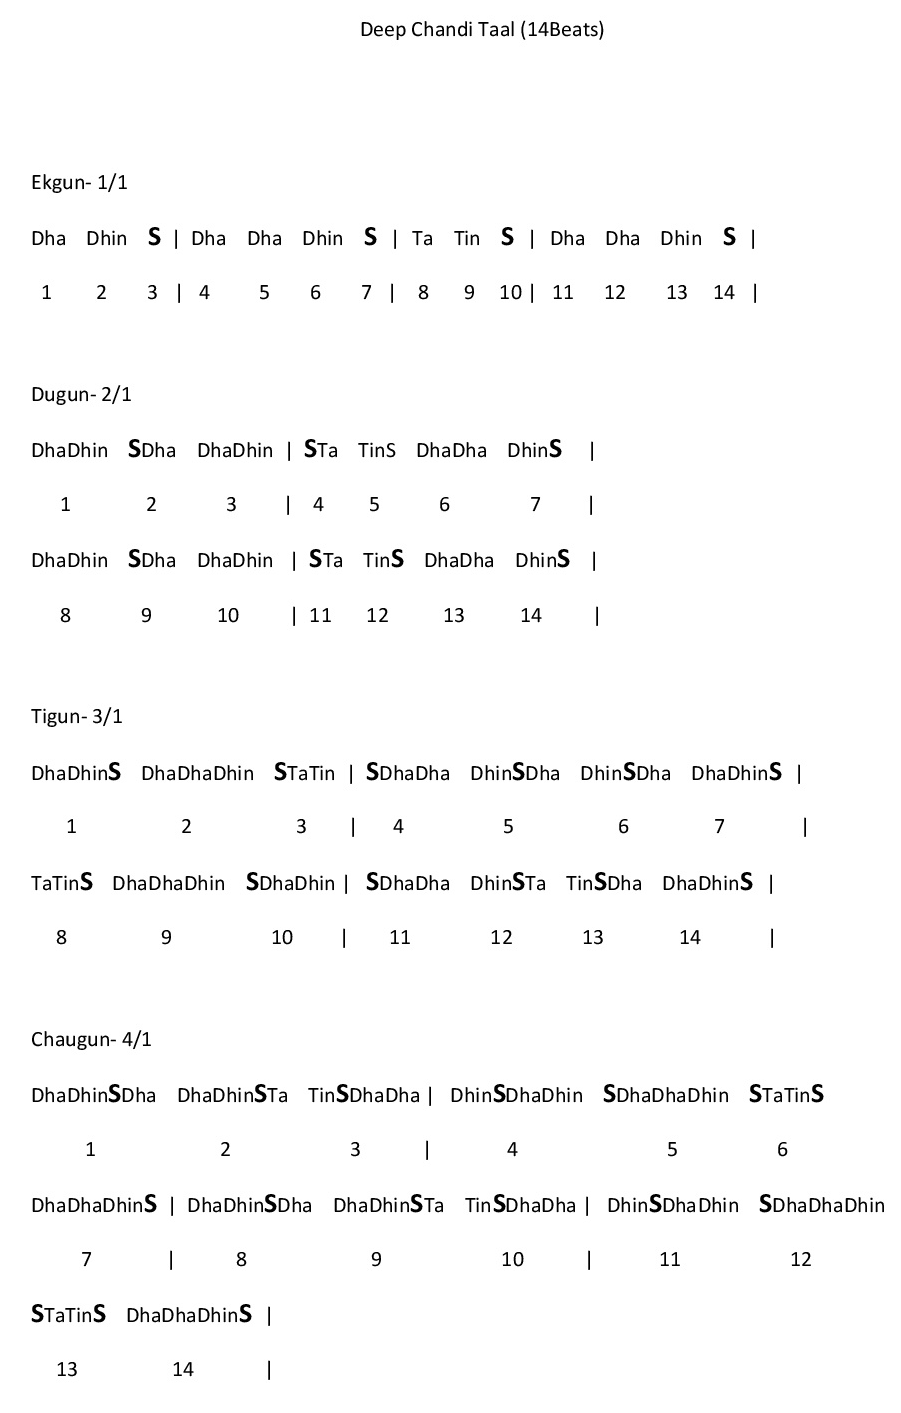 Deep Chandi Taal (14Beats)
Ekgun- 1/1
Dha Dhin S | Dha Dha Dhin S | Ta Tin S | Dha Dha Dhin S |
1 2 3 | 4 5 6 7 | 8 9 10 | 11 12 13 14 |
Dugun- 2/1
DhaDhin SDha DhaDhin | STa TinS DhaDha DhinS |
1 2 3 | 4 5 6 7 |
DhaDhin SDha DhaDhin | STa TinS DhaDha DhinS |
8 9 10 | 11 12 13 14 |
Tigun- 3/1
DhaDhinS DhaDhaDhin STaTin | SDhaDha DhinSDha DhinSDha DhaDhinS |
1 2 3 | 4 5 6 7 |
TaTinS DhaDhaDhin SDhaDhin | SDhaDha DhinSTa TinSDha DhaDhinS |
8 9 10 | 11 12 13 14 |
Chaugun- 4/1
DhaDhinSDha DhaDhinSTa TinSDhaDha | DhinSDhaDhin SDhaDhaDhin STaTinS
1 2 3 | 4 5 6
DhaDhaDhinS | DhaDhinSDha DhaDhinSTa TinSDhaDha | DhinSDhaDhin SDhaDhaDhin
7 | 8 9 10 | 11 12
STaTinS DhaDhaDhinS |
13 14 |